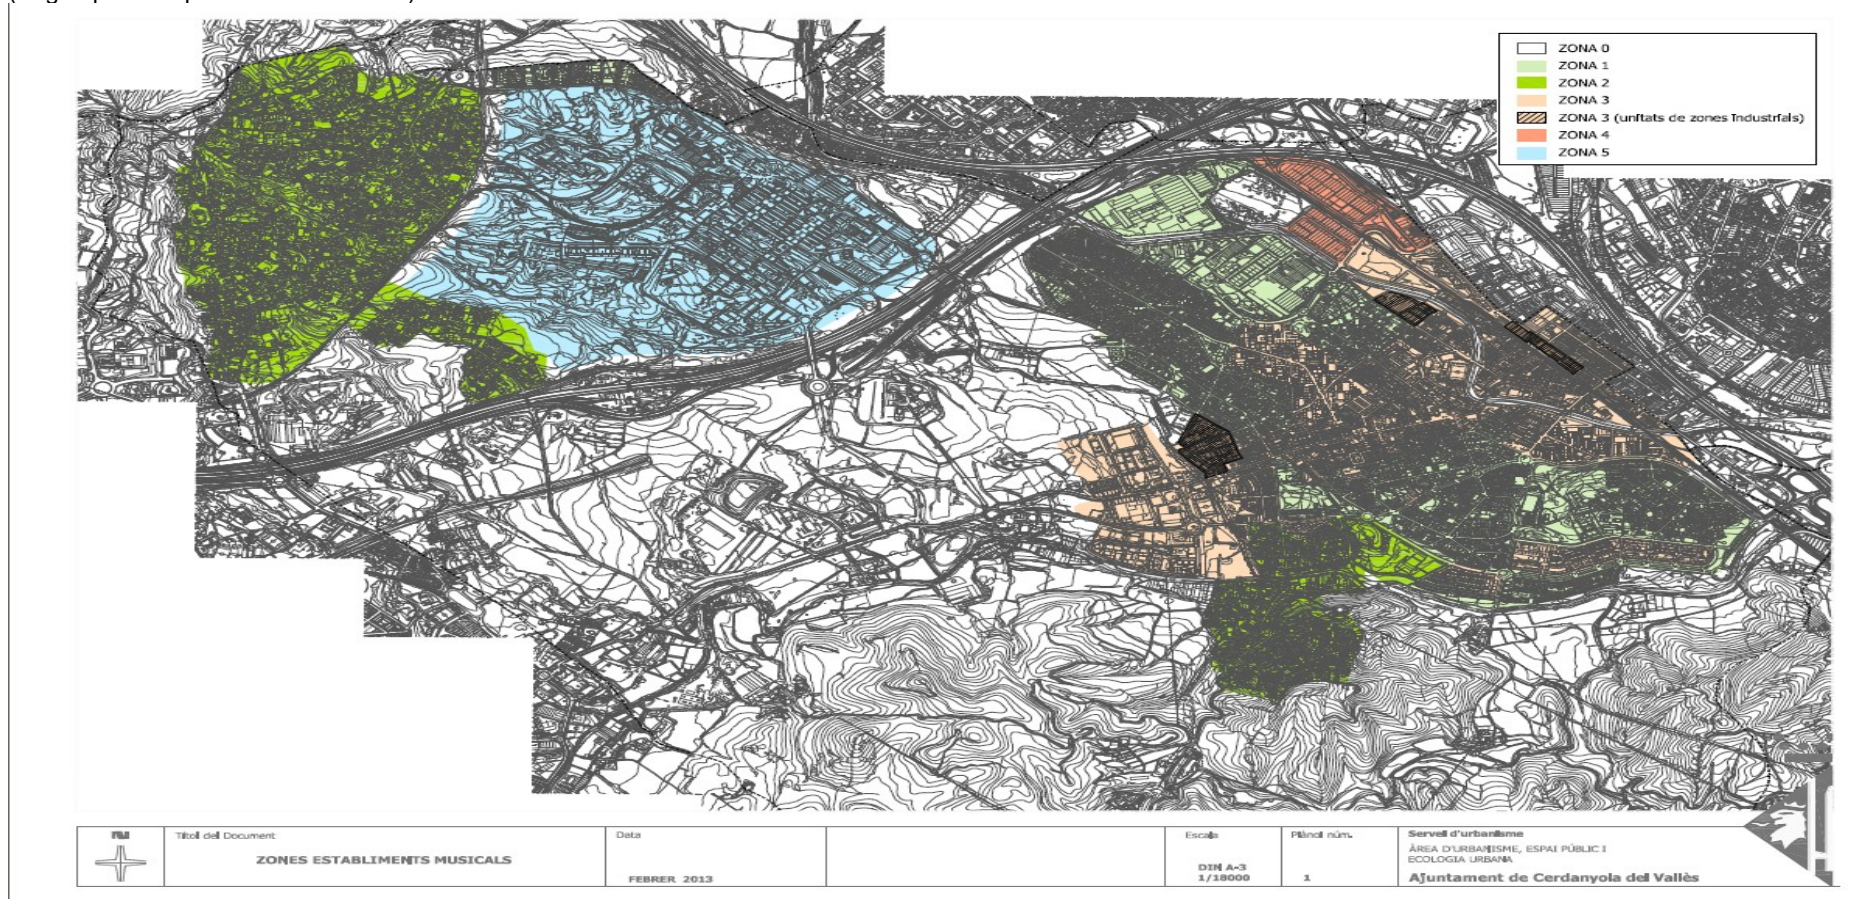 ZONA 0
ZONA 1
ZONA 2
ZONA 3
ZONA 3 (unitats de zones industrials)
ZONA 4
ZONA 5
Títol del Document
ZONES ESTABLIMENTS MUSICALS
Data
FEBRER 2013
Escala
DIN A-3
1/18000
Plànol núm.
1
Servei d'urbanisme
ÀREA D'URBANISME, ESPAI PÚBLIC I
ECOLOGIA URBANA
Ajuntament de Cerdanyola del Vallès